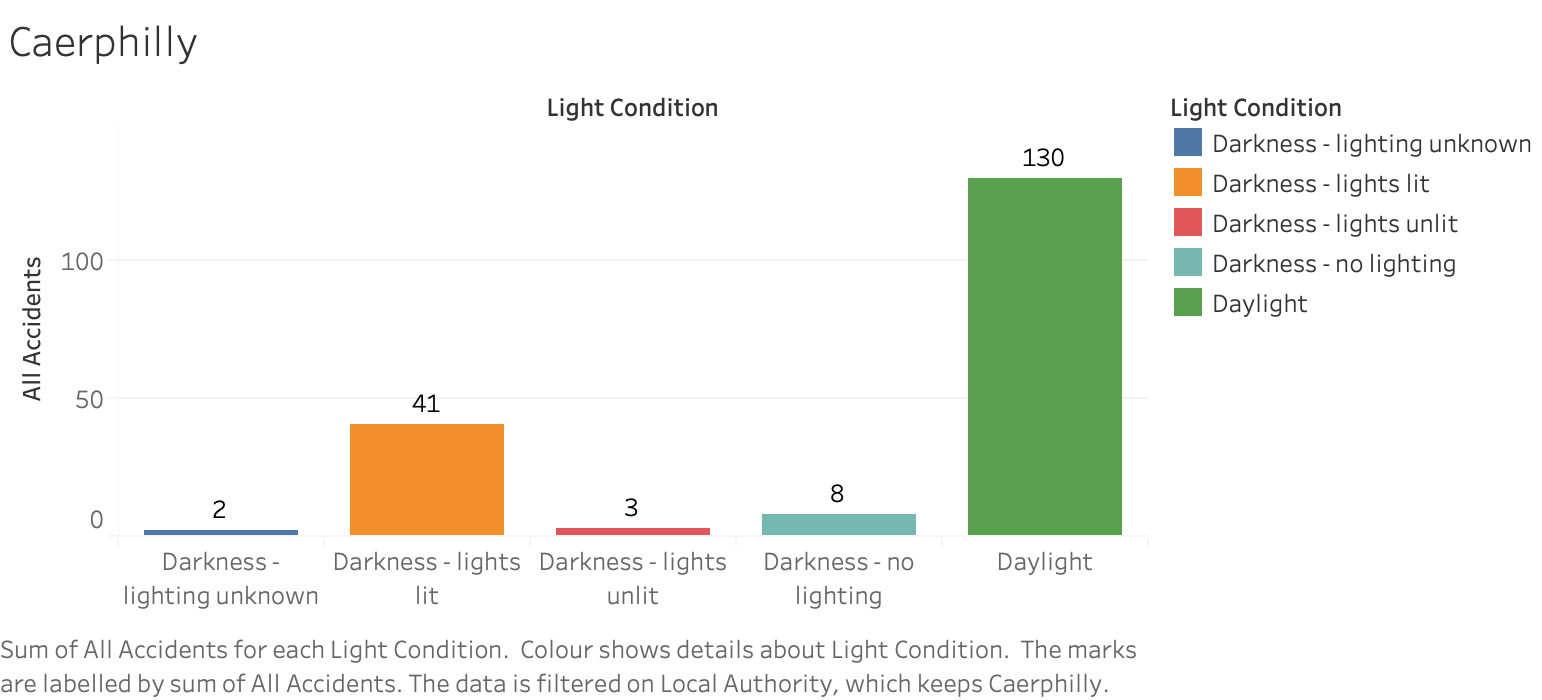 Caerphilly
Light Condition
130
100
All Accidents
50
41
2
3
8
0
Darkness -
lighting unknown
Darkness - lights
lit
Darkness - lights
unlit
Darkness - no
lighting
Daylight
Light Condition
Darkness - lighting unknown
Darkness - lights lit
Darkness - lights unlit
Darkness - no lighting
Daylight
Sum of All Accidents for each Light Condition.  Colour shows details about Light Condition.  The marks
are labelled by sum of All Accidents. The data is filtered on Local Authority, which keeps Caerphilly.